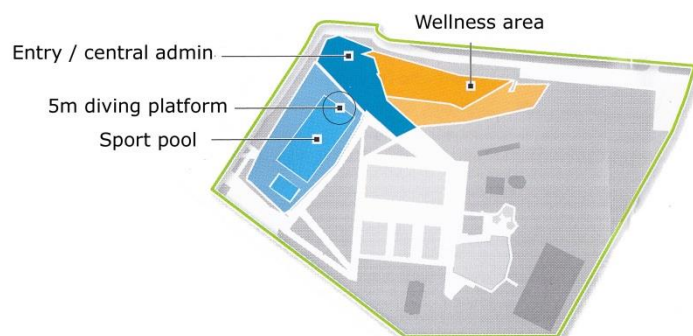 Wellness area
Entry / central admin
5m diving platform
Sport pool